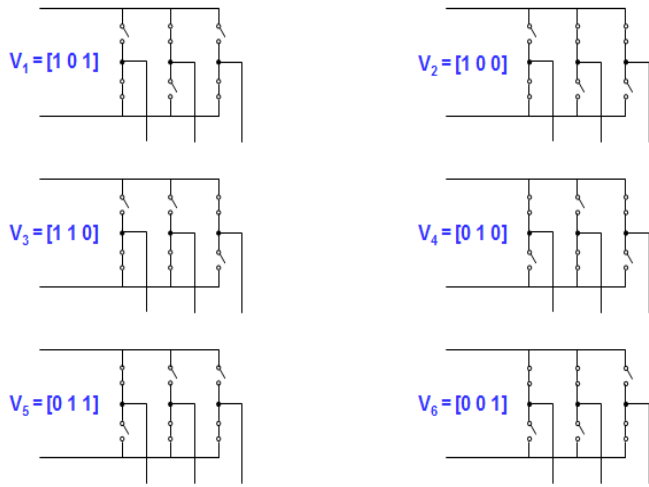 V₁ = [1 0 1]
V₂ = [1 0 0]
V₃ = [1 1 0]
V₄ = [0 1 0]
V₅ = [0 1 1]
V₆ = [0 0 1]